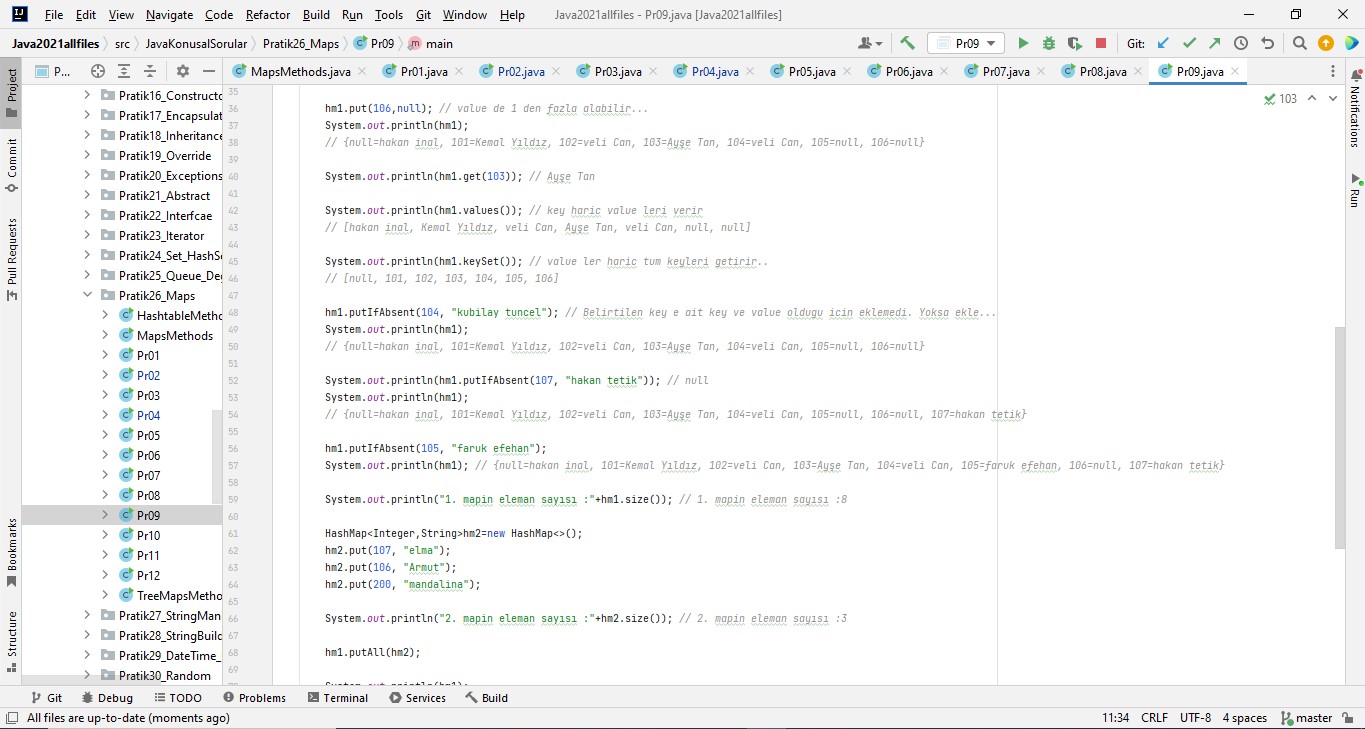 File Edit View Navigate Code Refactor Build Run Tools Git Window Help Java2021allfiles - Pr09.java [Java2021allfiles]
Java2021allfiles src JavaKonusalSorular Pratik26_Maps Pr09 main Pr09 Git:
P... MapsMethods.java Pr01.java Pr02.java Pr03.java Pr04.java Pr05.java Pr06.java Pr07.java Pr08.java Pr09.java
Project
Commit
Pull Requests
Bookmarks
Structure
Pratik16_Constructo
Pratik17_Encapsulat
Pratik18_Inheritance
Pratik19_Override
Pratik20_Exceptions
Pratik21_Abstract
Pratik22_Interfcae
Pratik23_Iterator
Pratik24_Set_HashSe
Pratik25_Queue_De
Pratik26_Maps
HashtableMetho
MapsMethods
Pr01
Pr02
Pr03
Pr04
Pr05
Pr06
Pr07
Pr08
Pr09
Pr10
Pr11
Pr12
TreeMapsMetho
Pratik27_StringMan
Pratik28_StringBuild
Pratik29_DateTime_
Pratik30_Random
35
36 hm1.put(106,null); // value de 1 den fazla alabilir...
37 System.out.println(hm1);
38 // {null=hakan inal, 101=Kemal Yıldız, 102=veli Can, 103=Ayşe Tan, 104=veli Can, 105=null, 106=null}
39
40 System.out.println(hm1.get(103)); // Ayşe Tan
41
42 System.out.println(hm1.values()); // key haric value leri verir
43 // [hakan inal, Kemal Yıldız, veli Can, Ayşe Tan, veli Can, null, null]
44
45 System.out.println(hm1.keySet()); // value ler haric tum keyleri getirir..
46 // [null, 101, 102, 103, 104, 105, 106]
47
48 hm1.putIfAbsent(104, "kubilay tuncel"); // Belirtilen key e ait key ve value oldugu icin eklemedi. Yoksa ekle...
49 System.out.println(hm1);
50 // {null=hakan inal, 101=Kemal Yıldız, 102=veli Can, 103=Ayşe Tan, 104=veli Can, 105=null, 106=null}
51
52 System.out.println(hm1.putIfAbsent(107, "hakan tetik")); // null
53 System.out.println(hm1);
54 // {null=hakan inal, 101=Kemal Yıldız, 102=veli Can, 103=Ayşe Tan, 104=veli Can, 105=null, 106=null, 107=hakan tetik}
55
56 hm1.putIfAbsent(105, "faruk efehan");
57 System.out.println(hm1); // {null=hakan inal, 101=Kemal Yıldız, 102=veli Can, 103=Ayşe Tan, 104=veli Can, 105=faruk efehan, 106=null, 107=hakan tetik}
58
59 System.out.println("1. mapin eleman sayısı :"+hm1.size()); // 1. mapin eleman sayısı :8
60
61 HashMap<Integer,String>hm2=new HashMap<>();
62 hm2.put(107, "elma");
63 hm2.put(106, "Armut");
64 hm2.put(200, "mandalina");
65
66 System.out.println("2. mapin eleman sayısı :"+hm2.size()); // 2. mapin eleman sayısı :3
67
68 hm1.putAll(hm2);
69
System.out.println(hm1);
103
Notifications
Run
Git Debug TODO Problems Terminal Services Build
All files are up-to-date (moments ago) 11:34 CRLF UTF-8 4 spaces master